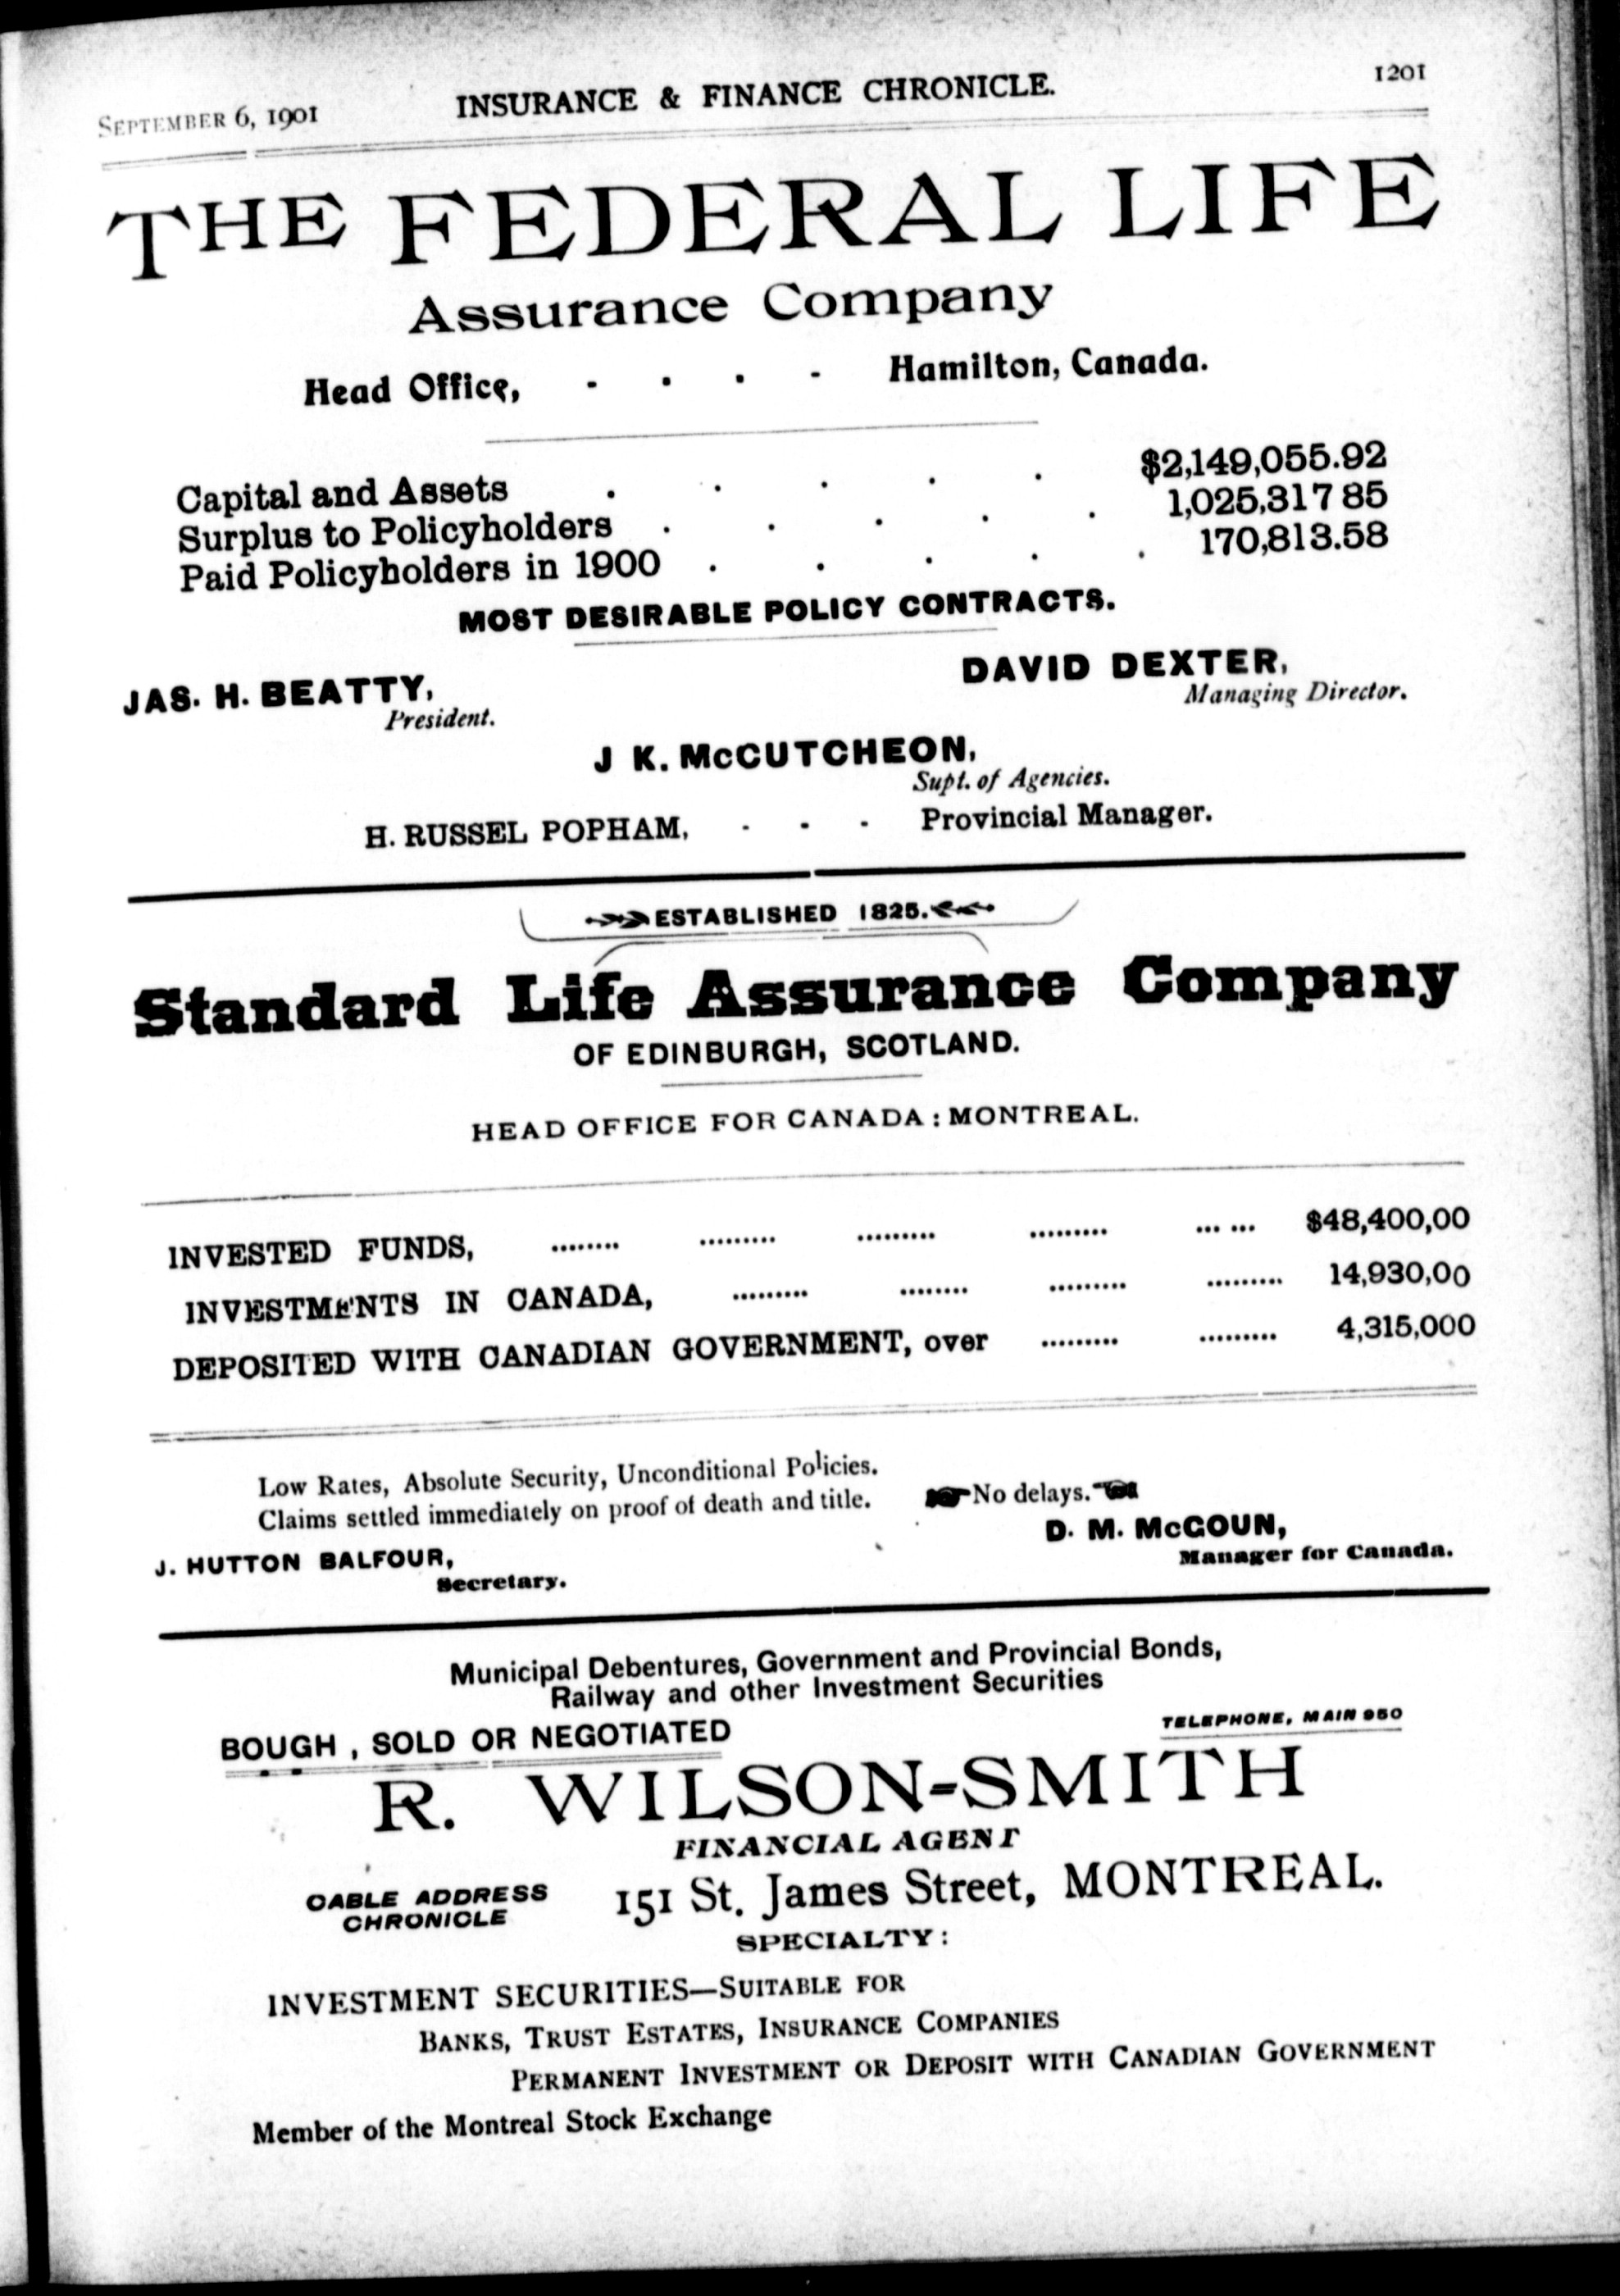 SEPTEMBER 6, 1901 INSURANCE & FINANCE CHRONICLE. 1201
THE FEDERAL LIFE
Assurance Company
Head Office, - - - - Hamilton, Canada.
Capital and Assets . . . . . $2,149,055.92
Surplus to Policyholders . . . . . 1,025,317 85
Paid Policyholders in 1900 . . . . . 170,813.58
MOST DESIRABLE POLICY CONTRACTS.
JAS. H. BEATTY, DAVID DEXTER,
President. Managing Director.
J K. McCUTCHEON,
Supt. of Agencies.
H. RUSSEL POPHAM, - - - Provincial Manager.
ESTABLISHED 1825.
Standard Life Assurance Company
OF EDINBURGH, SCOTLAND.
HEAD OFFICE FOR CANADA : MONTREAL.
INVESTED FUNDS, ........ ......... ......... ......... ... ... $48,400,00
INVESTMENTS IN CANADA, ......... ........ ......... ......... 14,930,00
DEPOSITED WITH CANADIAN GOVERNMENT, over ......... ......... 4,315,000
Low Rates, Absolute Security, Unconditional Policies.
Claims settled immediately on proof of death and title. No delays.
J. HUTTON BALFOUR, D. M. McGOUN,
Secretary. Manager for Canada.
Municipal Debentures, Government and Provincial Bonds,
Railway and other Investment Securities
BOUGH , SOLD OR NEGOTIATED TELEPHONE, MAIN 950
R. WILSON-SMITH
FINANCIAL AGENT
CABLE ADDRESS 151 St. James Street, MONTREAL.
CHRONICLE
SPECIALTY :
INVESTMENT SECURITIES—SUITABLE FOR
BANKS, TRUST ESTATES, INSURANCE COMPANIES
PERMANENT INVESTMENT OR DEPOSIT WITH CANADIAN GOVERNMENT
Member of the Montreal Stock Exchange